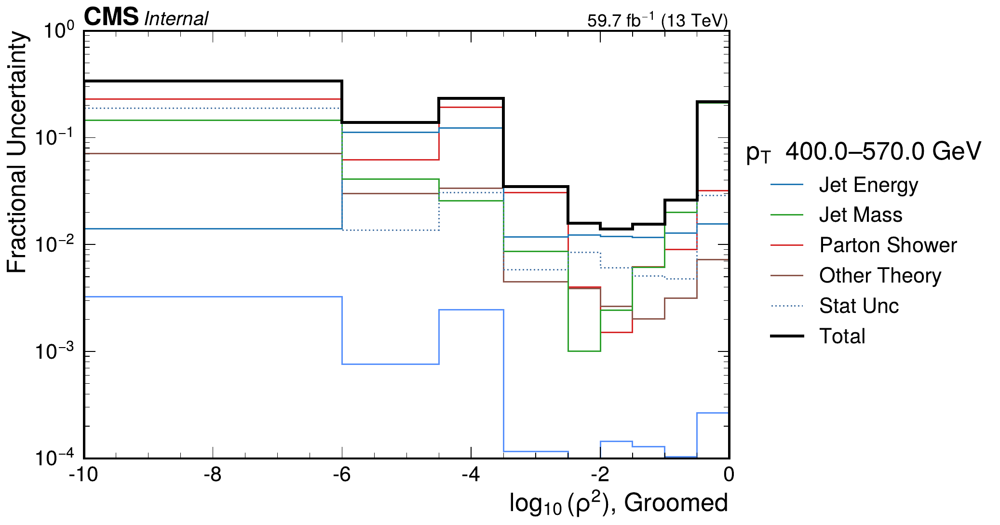 CMS Internal
59.7 fb⁻¹ (13 TeV)
Fractional Uncertainty
10⁰
10⁻¹
10⁻²
10⁻³
10⁻⁴
-10 -8 -6 -4 -2 0
log₁₀ (ρ²), Groomed
p_T 400.0–570.0 GeV
Jet Energy
Jet Mass
Parton Shower
Other Theory
Stat Unc
Total